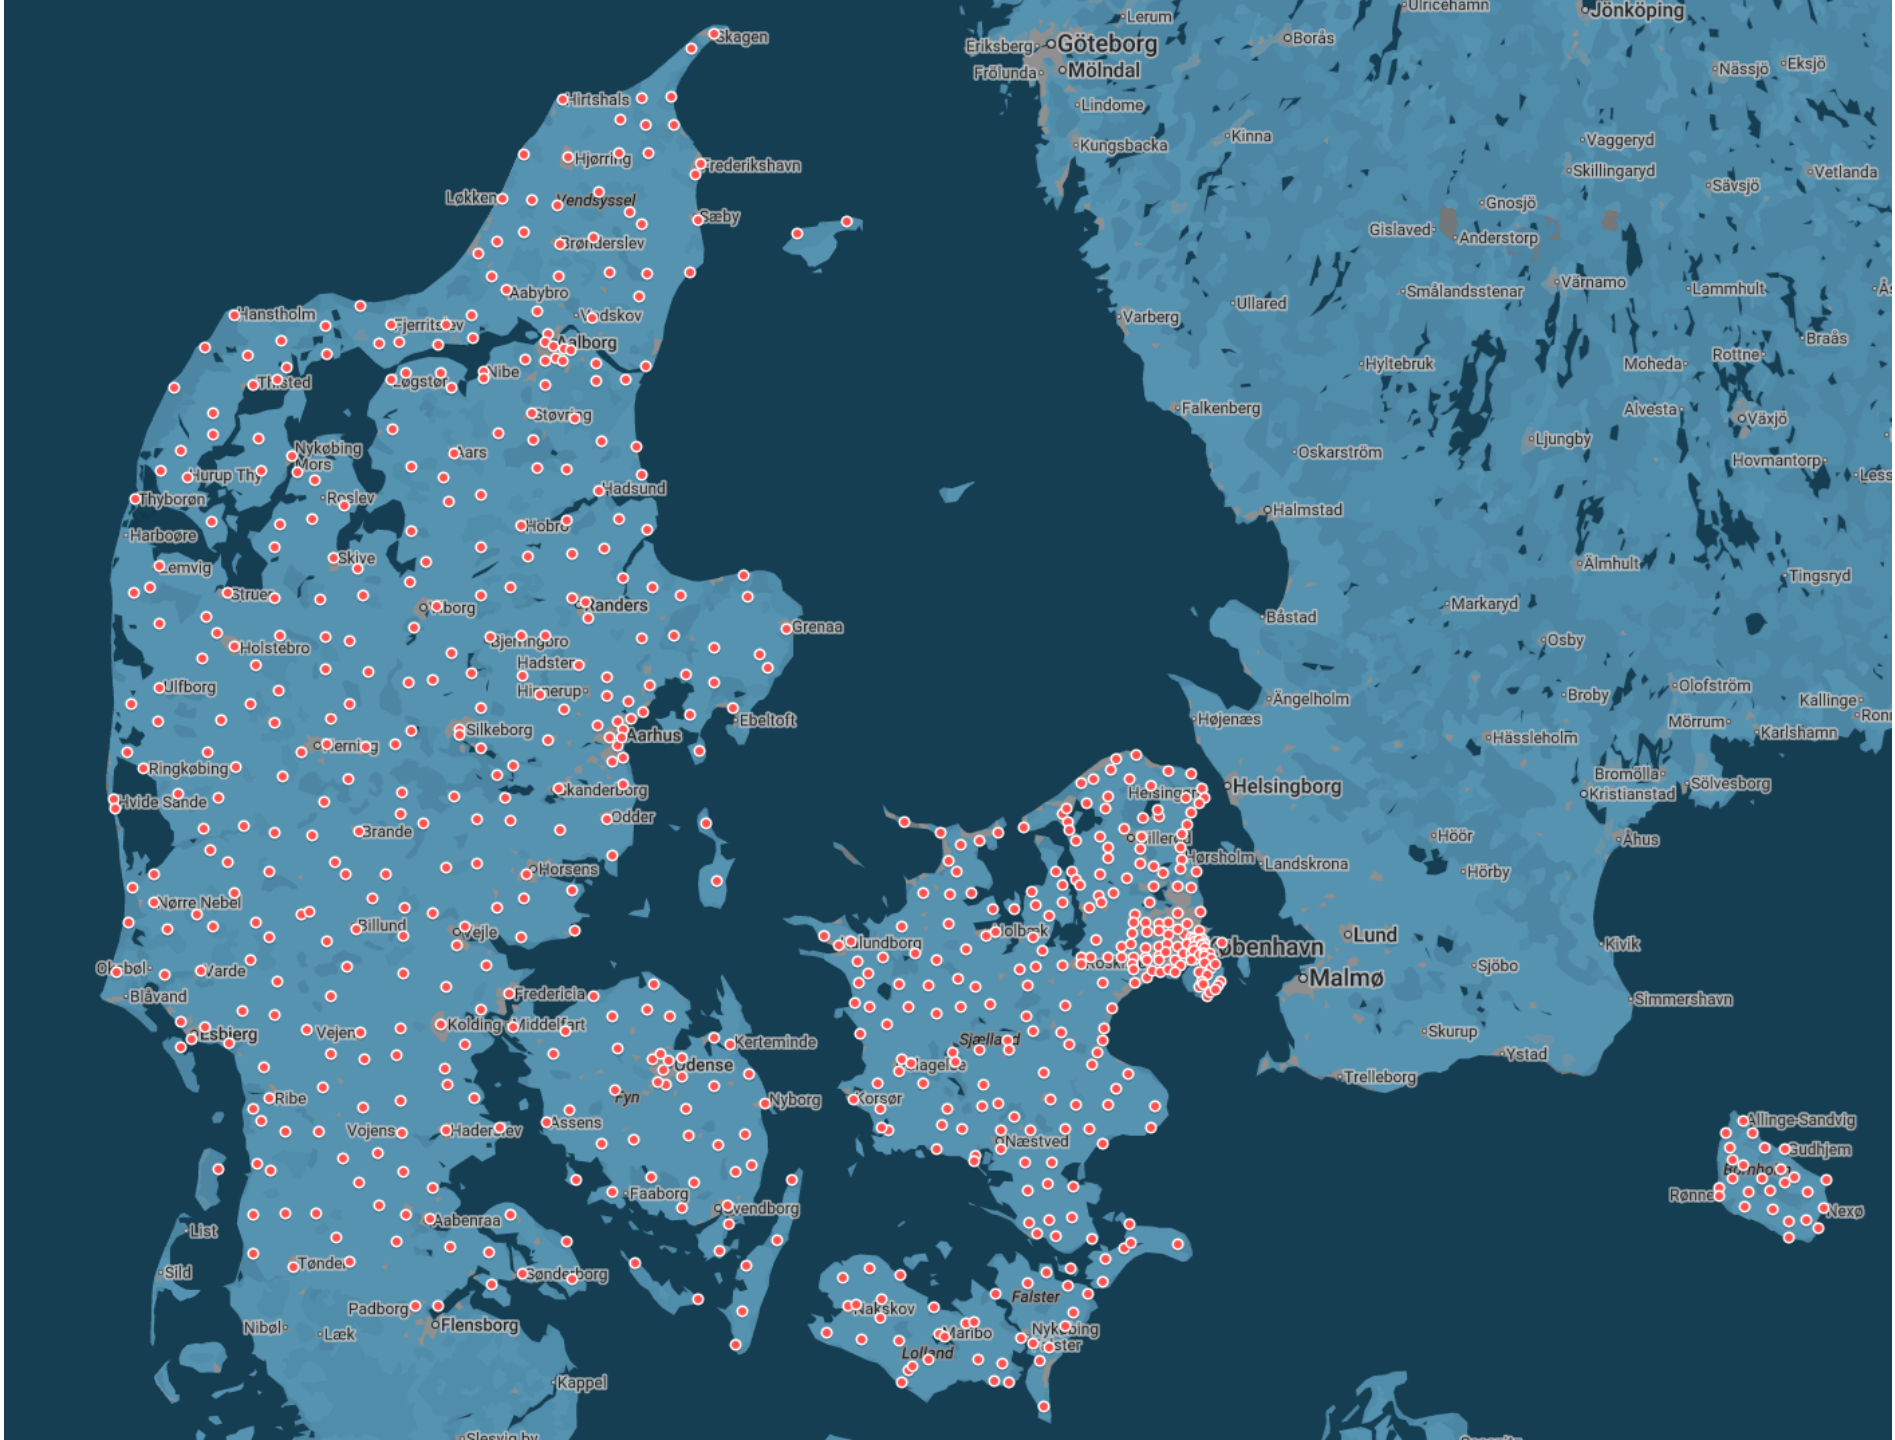 Ulricehamn
Jönköping
Lerum
Skagen
Eriksberg
Göteborg
Borås
Frölunda
Mölndal
Nässjö
Eksjö
Hirtshals
Lindome
Kinna
Kungsbacka
Vaggeryd
Hjørring
Frederikshavn
Skillingaryd
Vetlanda
Sävsjö
Løkken
Vendsyssel
Gnosjö
Sæby
Gislaved
Anderstorp
Brønderslev
Aabybro
Värnamo
Smålandsstenar
Lammhult
Ullared
Hanstholm
Vodskov
Varberg
Fjerritslev
Aalborg
Braås
Rottne
Hyltebruk
Moheda
Nibe
Thisted
Løgstør
Falkenberg
Alvesta
Støvring
Växjö
Ljungby
Nykøbing
Mors
Aars
Oskarström
Hovmantorp
Hurup Thy
Less
Hadsund
Thyborøn
Roslev
Halmstad
Hobro
Harboøre
Skive
Lemvig
Älmhult
Tingsryd
Struer
Viborg
Randers
Markaryd
Båstad
Grenaa
Osby
Bjerringbro
Holstebro
Hadsten
Ulfborg
Hinnerup
Broby
Olofström
Ängelholm
Kallinge
Højenæs
Ebeltoft
Mörrum
Ronn
Silkeborg
Aarhus
Hässleholm
Karlshamn
Herning
Ringkøbing
Bromölla
Sölvesborg
Helsingborg
Skanderborg
Helsingør
Kristianstad
Hvide Sande
Odder
Brande
Höör
Åhus
Hillerød
Hørsholm
Landskrona
Horsens
Hörby
Nørre Nebel
Billund
Vejle
Holbæk
Lund
Kalundborg
København
Kivik
Roskilde
Oksbøl
Varde
Sjöbo
Malmø
Blåvand
Fredericia
Simmershavn
Esbjerg
Vejen
Kolding
Middelfart
Skurup
Kerteminde
Sjælland
Ystad
Odense
Slagelse
Trelleborg
Ribe
Fyn
Nyborg
Korsør
Allinge-Sandvig
Assens
Vojens
Haderslev
Næstved
Gudhjem
Bornholm
Rønne
Faaborg
Svendborg
Nexø
Aabenraa
List
Tønder
Sild
Sønderborg
Falster
Padborg
Nakskov
Flensborg
Nibøl
Læk
Maribo
Nykøbing
Falster
Lolland
Kappel
Slesvig by